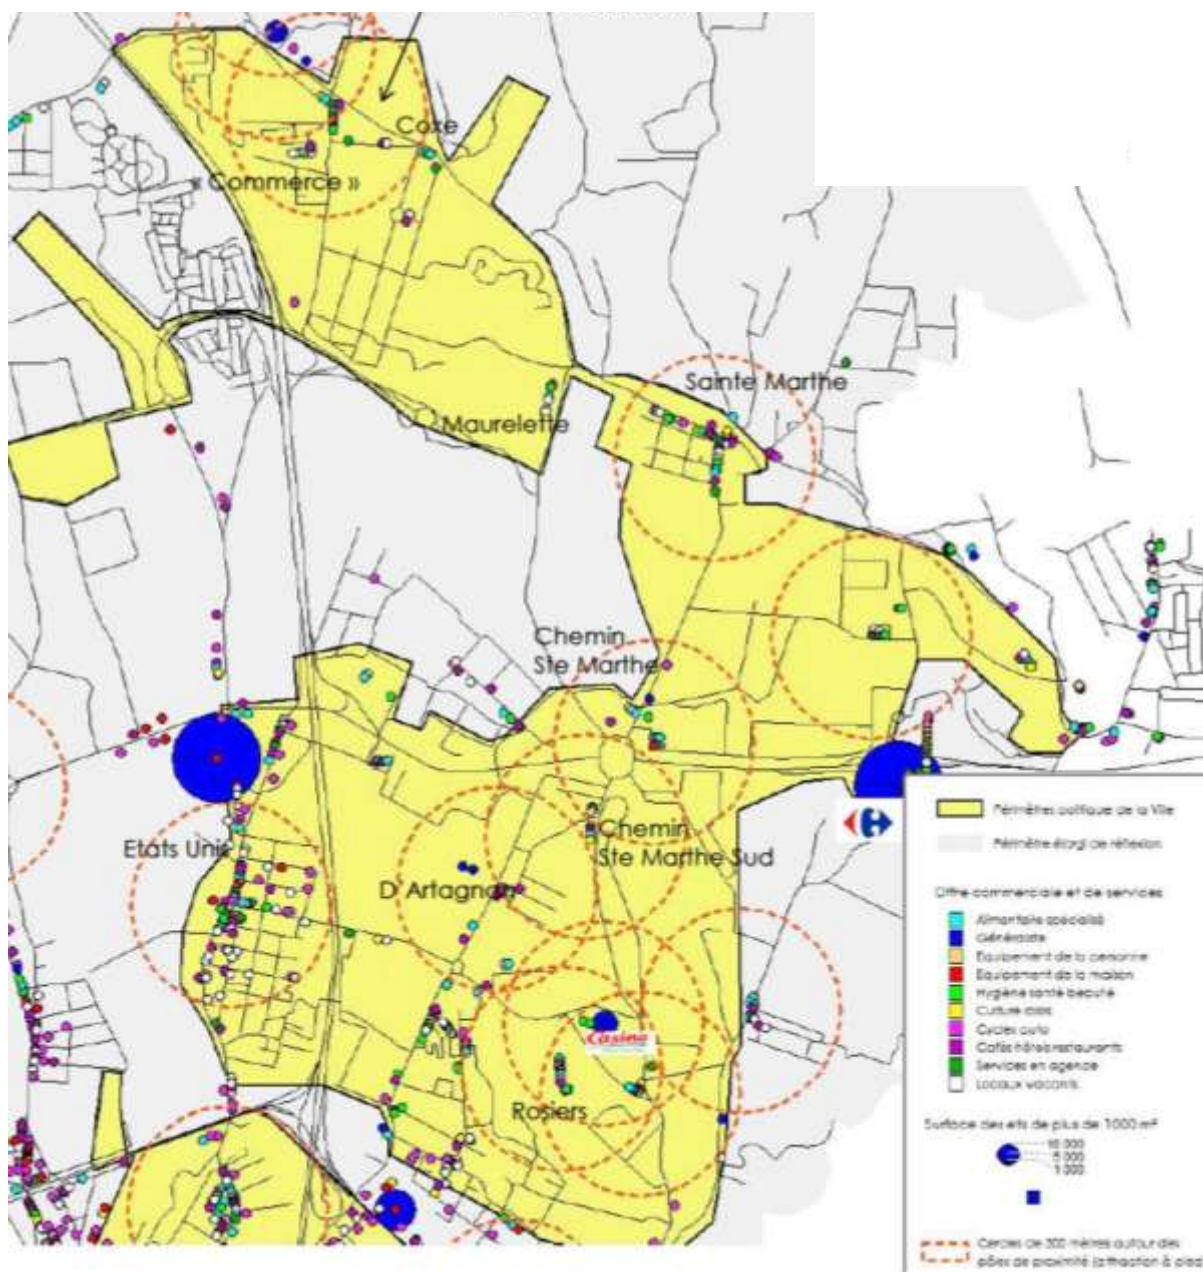 Coxe
« Commerce »
Sainte Marthe
Maurelette
Chemin
Ste Marthe
Etats Unis
Chemin
Ste Marthe Sud
D Artagnan
Casino
Rosiers
Périmètres politique de la Ville
Périmètre élargi de réflexion
Offre commerciale et de services
Alimentaire spécialisé
Généraliste
Equipement de la personne
Equipement de la maison
Hygiène santé beauté
Culture loisirs
Cycles auto
Cafés hôtels restaurants
Services en agence
Locaux vacants
Surface des ets de plus de 1000 m²
10 000
5 000
1 000
Cercles de 300 mètres autour des
pôles de proximité (attraction à pied